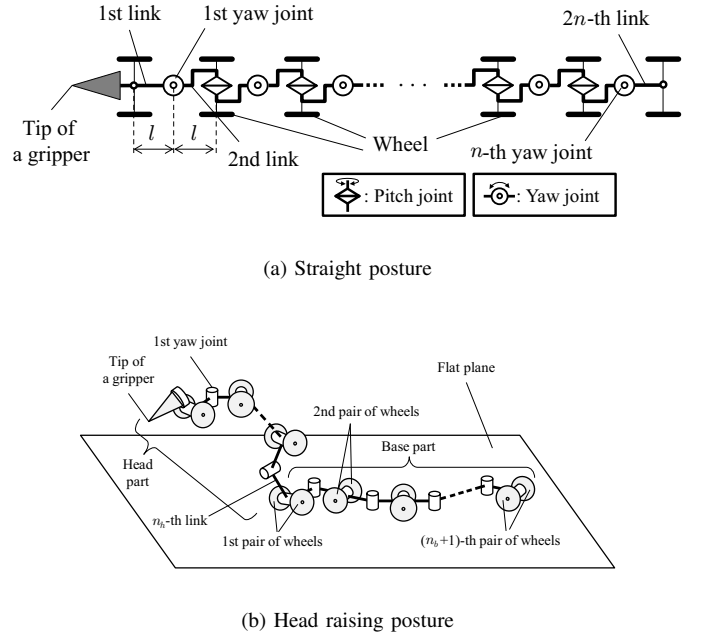 1st link
1st yaw joint
2n-th link
Tip of
a gripper
l
l
2nd link
Wheel
n-th yaw joint
: Pitch joint
: Yaw joint
(a) Straight posture
1st yaw joint
Tip of
a gripper
Flat plane
2nd pair of wheels
Base part
Head
part
nₕ-th link
1st pair of wheels
(n_b+1)-th pair of wheels
(b) Head raising posture